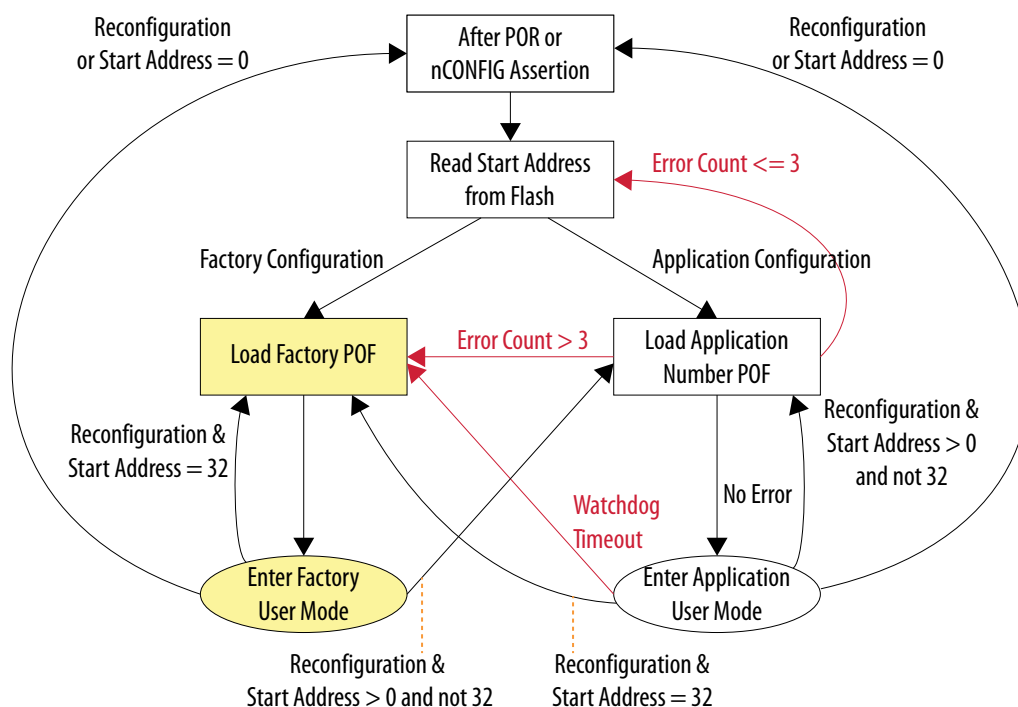 Reconfiguration
or Start Address = 0
After POR or
nCONFIG Assertion
Reconfiguration
or Start Address = 0
Read Start Address
from Flash
Error Count <= 3
Factory Configuration
Application Configuration
Load Factory POF
Error Count > 3
Load Application
Number POF
Reconfiguration &
Start Address = 32
Reconfiguration &
Start Address > 0
and not 32
No Error
Watchdog
Timeout
Enter Factory
User Mode
Enter Application
User Mode
Reconfiguration &
Start Address > 0 and not 32
Reconfiguration &
Start Address = 32